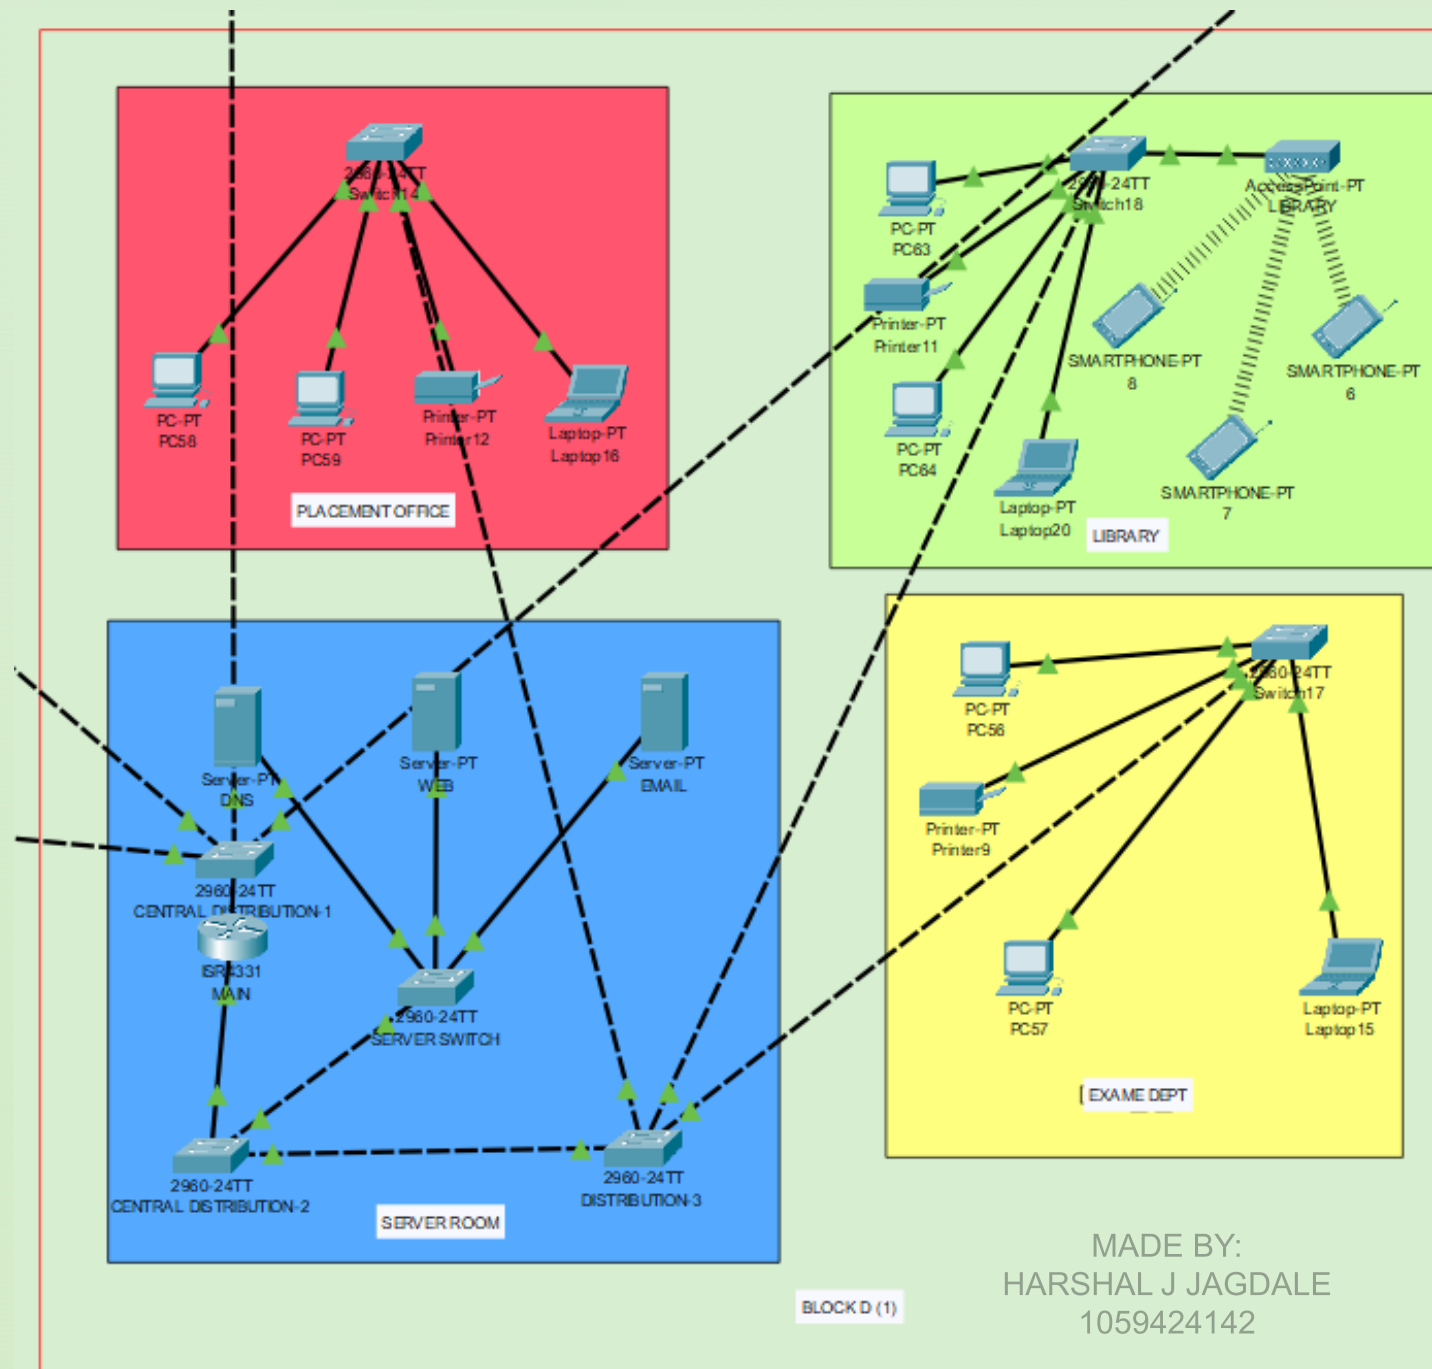 2960-24TT
Switch14
PC-PT
PC58
PC-PT
PC59
Printer-PT
Printer12
Laptop-PT
Laptop16
PLACEMENT OFFICE
2960-24TT
Switch18
AccessPoint-PT
LIBRARY
PC-PT
PC63
Printer-PT
Printer11
PC-PT
PC64
Laptop-PT
Laptop20
SMARTPHONE-PT
8
SMARTPHONE-PT
6
SMARTPHONE-PT
7
LIBRARY
Server-PT
DNS
Server-PT
WEB
Server-PT
EMAIL
2960-24TT
CENTRAL DISTRIBUTION-1
ISR4331
MAIN
2960-24TT
SERVER SWITCH
2960-24TT
CENTRAL DISTRIBUTION-2
2960-24TT
DISTRIBUTION-3
SERVER ROOM
2960-24TT
Switch17
PC-PT
PC56
Printer-PT
Printer9
PC-PT
PC57
Laptop-PT
Laptop15
EXAME DEPT
BLOCK D (1)
MADE BY:
HARSHAL J JAGDALE
1059424142